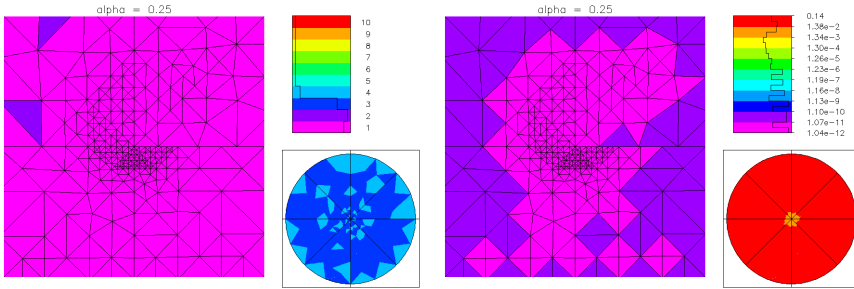 alpha = 0.25
10
9
8
7
6
5
4
3
2
1
alpha = 0.25
0.14
1.38e-2
1.34e-3
1.30e-4
1.26e-5
1.23e-6
1.19e-7
1.16e-8
1.13e-9
1.10e-10
1.07e-11
1.04e-12